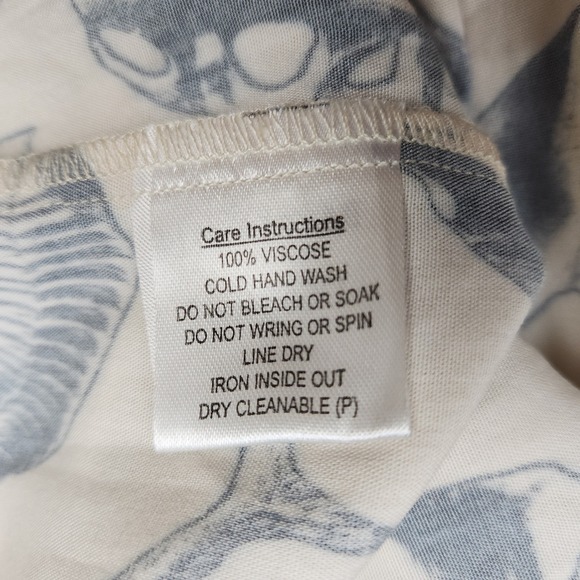 Care Instructions
100% VISCOSE
COLD HAND WASH
DO NOT BLEACH OR SOAK
DO NOT WRING OR SPIN
LINE DRY
IRON INSIDE OUT
DRY CLEANABLE (P)